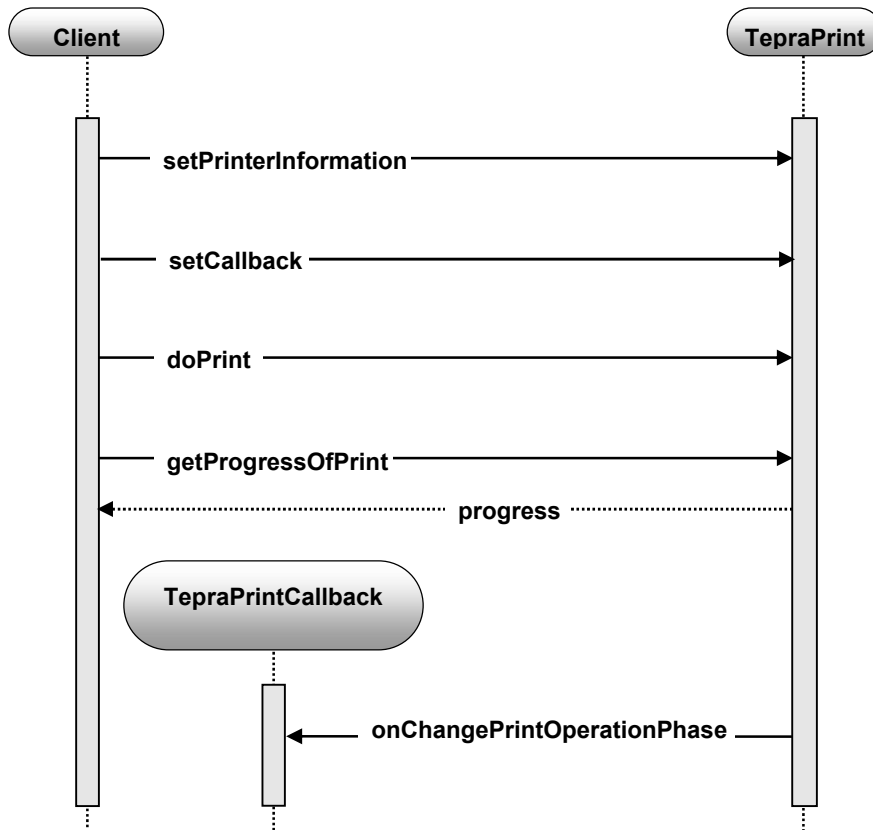 Client
TepraPrint
setPrinterInformation
setCallback
doPrint
getProgressOfPrint
progress
TepraPrintCallback
onChangePrintOperationPhase